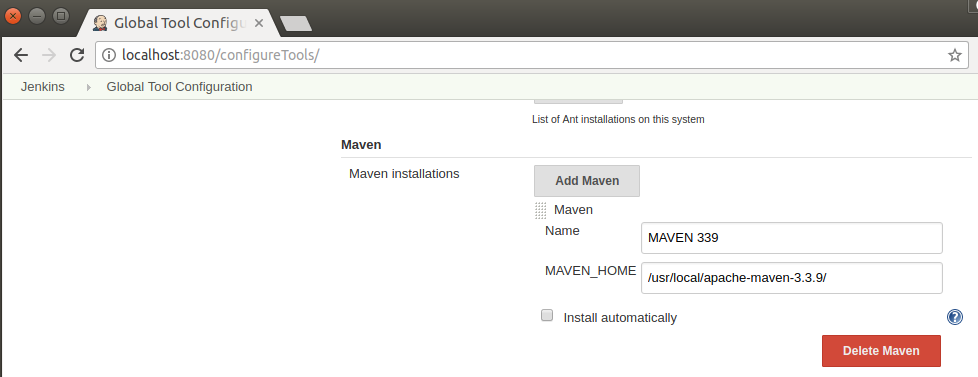 Global Tool Configu
localhost:8080/configureTools/
Jenkins Global Tool Configuration
List of Ant installations on this system
Maven
Maven installations
Add Maven
Maven
Name
MAVEN 339
MAVEN_HOME
/usr/local/apache-maven-3.3.9/
Install automatically
?
Delete Maven